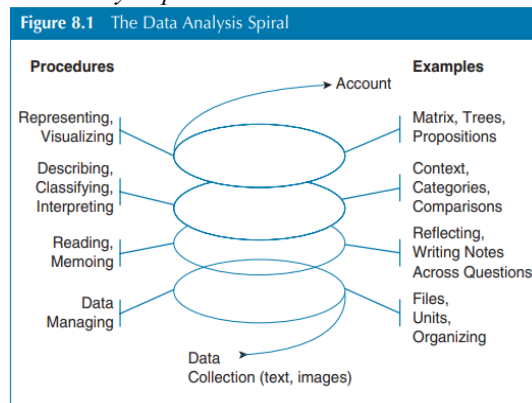 Figure 8.1 The Data Analysis Spiral
Procedures
Examples
Account
Representing,
Visualizing
Matrix, Trees,
Propositions
Describing,
Classifying,
Interpreting
Context,
Categories,
Comparisons
Reading,
Memoing
Reflecting,
Writing Notes
Across Questions
Data
Managing
Files,
Units,
Organizing
Data
Collection (text, images)